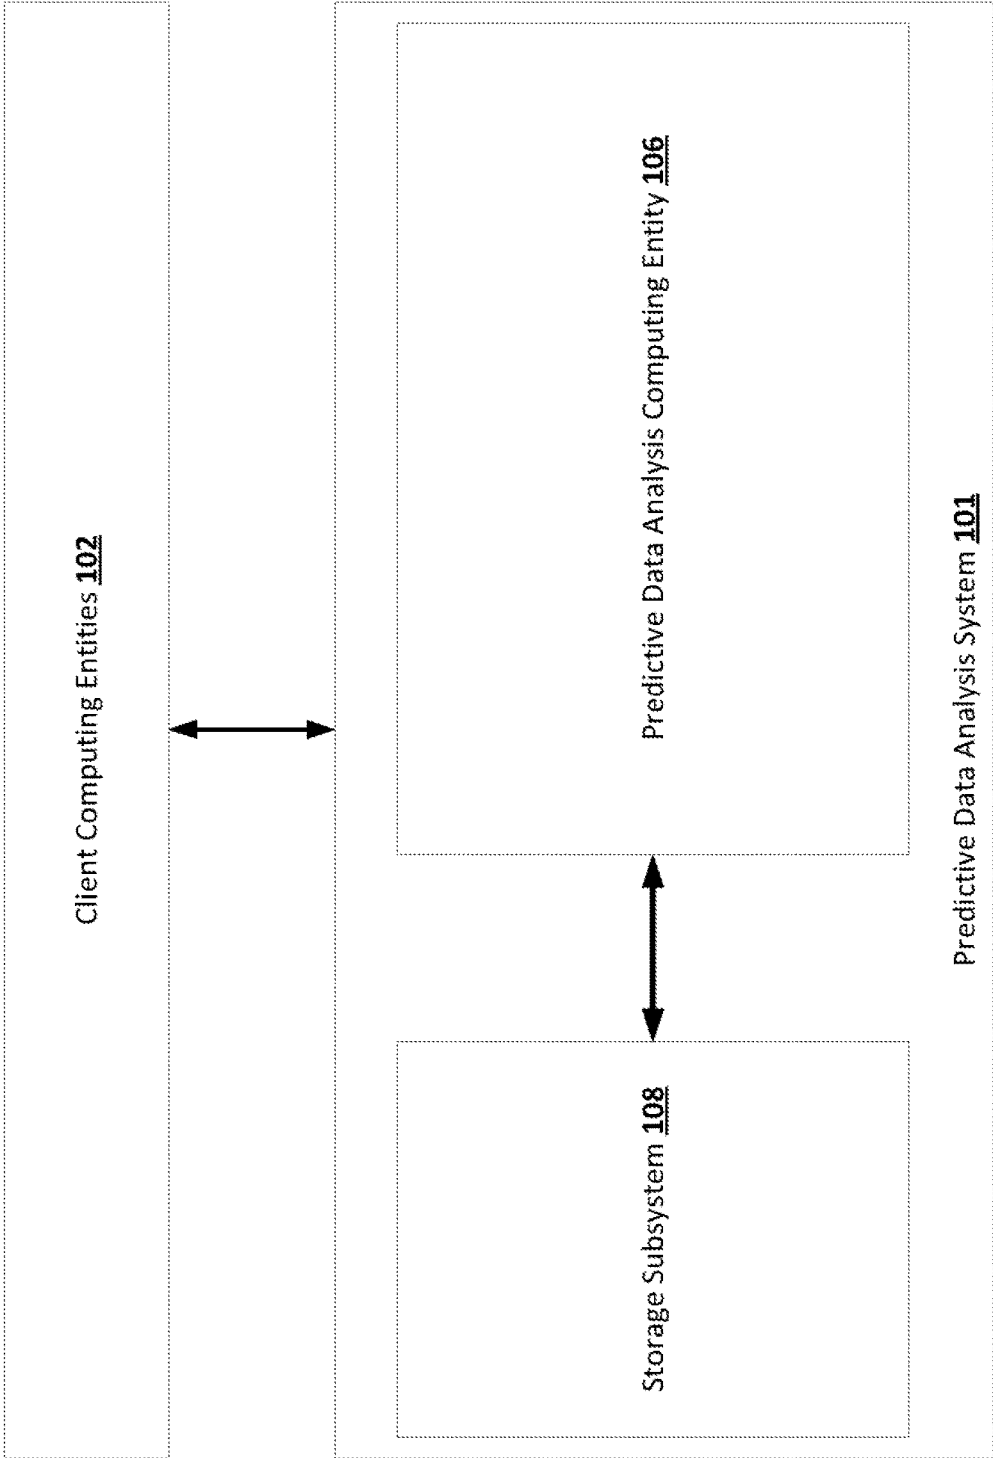 Client Computing Entities 102
Storage Subsystem 108
Predictive Data Analysis Computing Entity 106
Predictive Data Analysis System 101